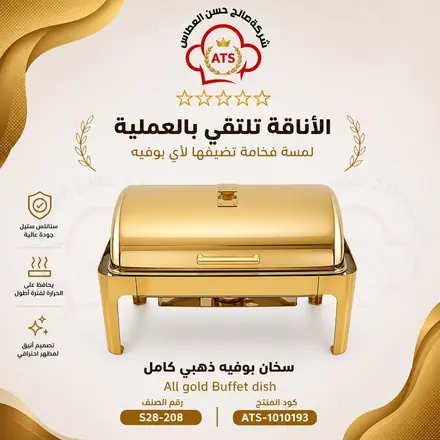 شركة صالح حسن العطاس
ATS
الأناقة تلتقي بالعملية
لمسة فخامة تضيفها لأي بوفيه
ستانلس ستيل
جودة عالية
يحافظ على
الحرارة لفترة أطول
تصميم أنيق
لمظهر احترافي
سخان بوفيه ذهبي كامل
All gold Buffet dish
رقم الصنف
S28-208
كود المنتج
ATS-1010193